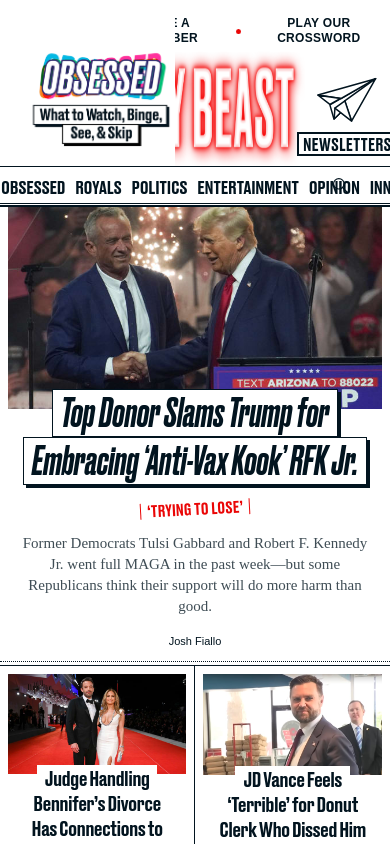 E A
BER
PLAY OUR
CROSSWORD
OBSESSED
What to Watch, Binge,
See, & Skip
Y BEAST
NEWSLETTERS
OBSESSED ROYALS POLITICS ENTERTAINMENT OPINION INN
TEXT ARIZONA TO 88022
P
Top Donor Slams Trump for
Embracing ‘Anti-Vax Kook’ RFK Jr.
‘TRYING TO LOSE’
Former Democrats Tulsi Gabbard and Robert F. Kennedy
Jr. went full MAGA in the past week—but some
Republicans think their support will do more harm than
good.
Josh Fiallo
Judge Handling
Bennifer’s Divorce
Has Connections to
JD Vance Feels
‘Terrible’ for Donut
Clerk Who Dissed Him